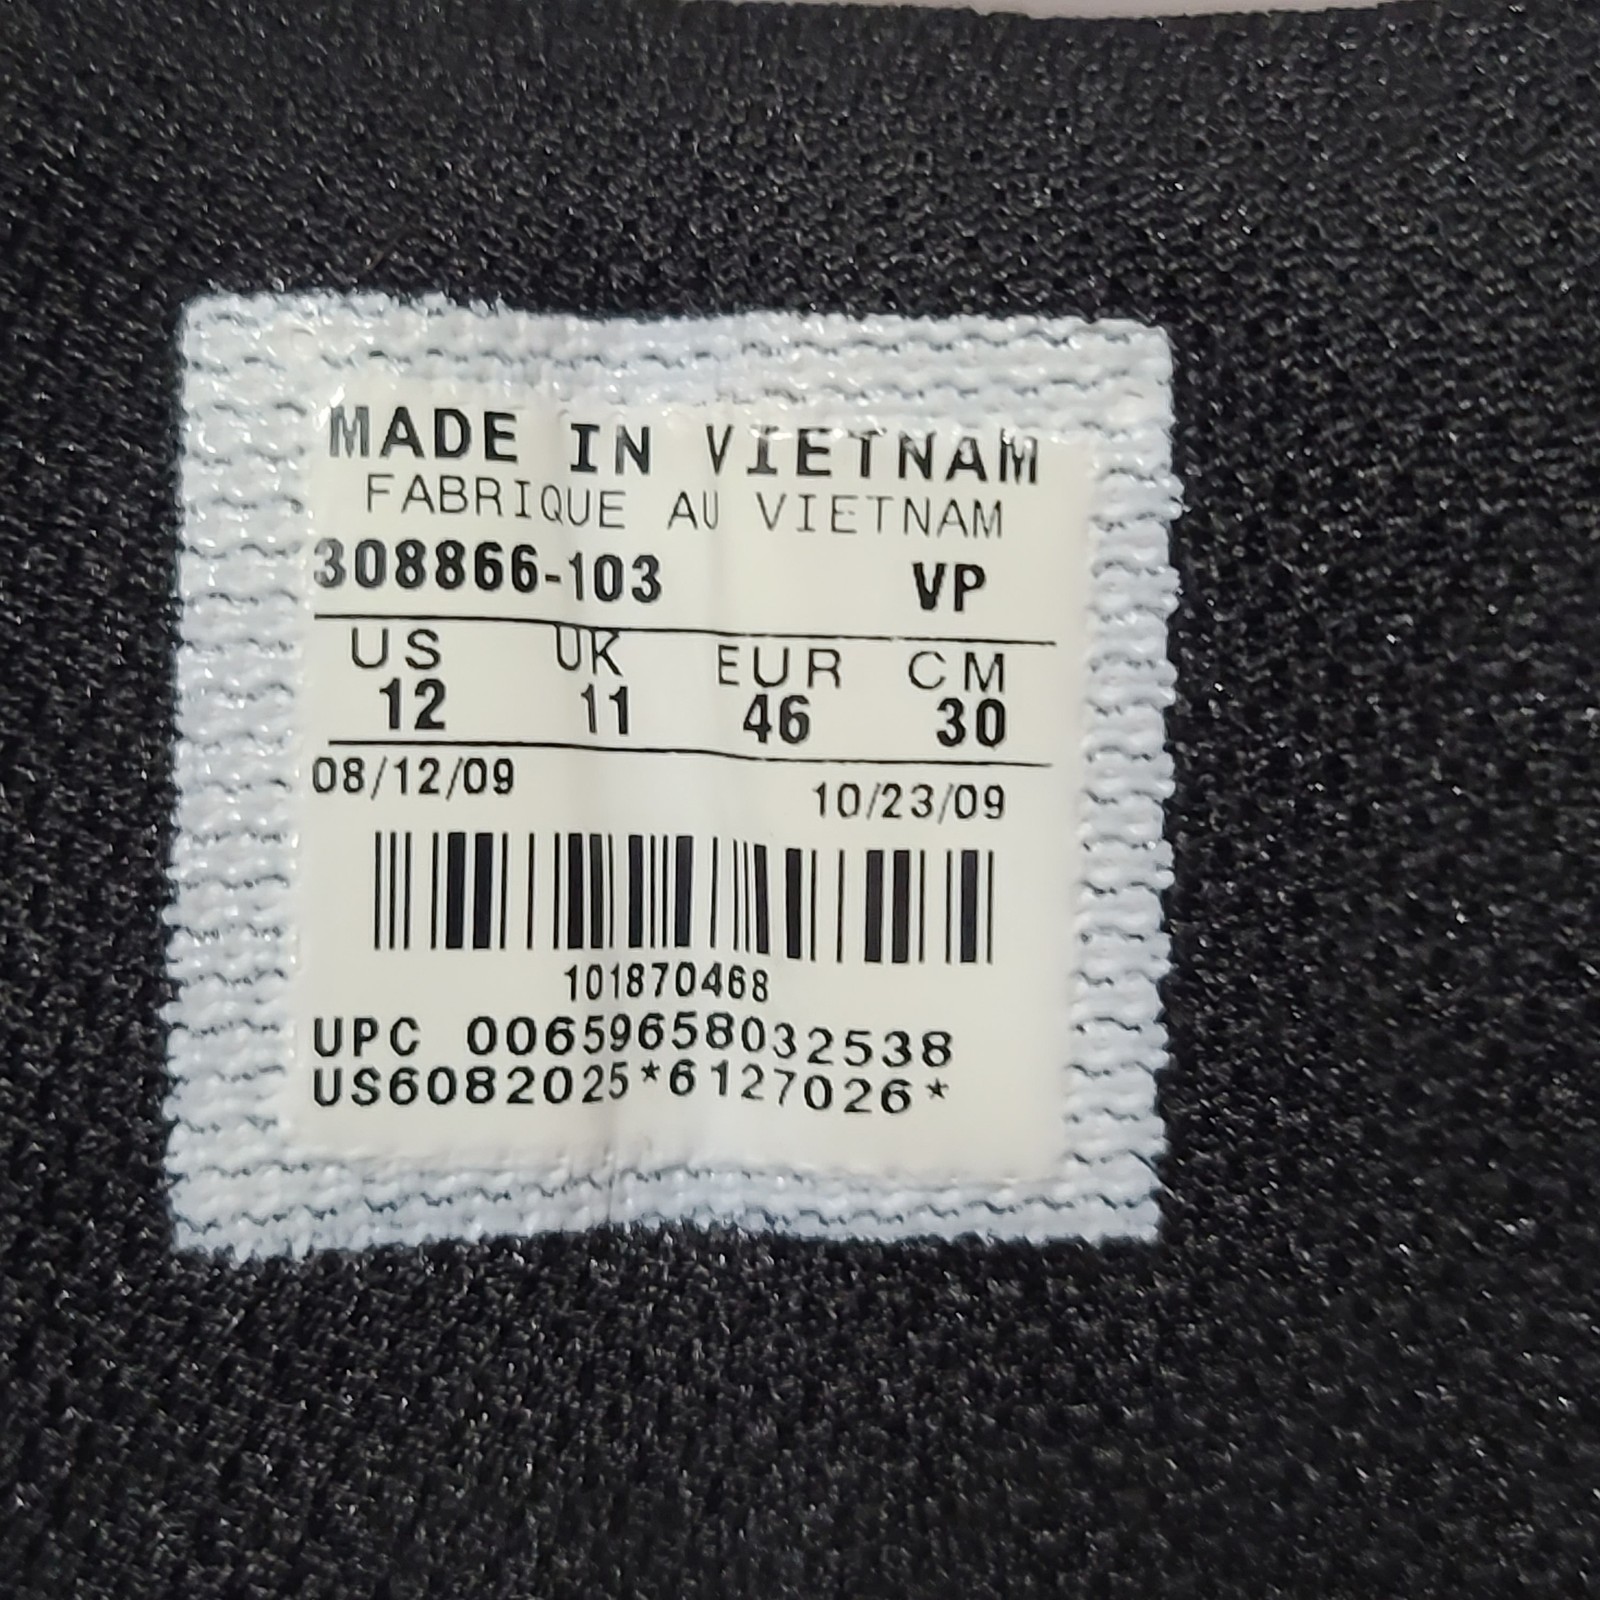 MADE IN VIETNAM
FABRIQUE AU VIETNAM
308866-103 VP
US UK EUR CM
12 11 46 30
08/12/09 10/23/09
101870468
UPC 00659658032538
US6082025*6127026*